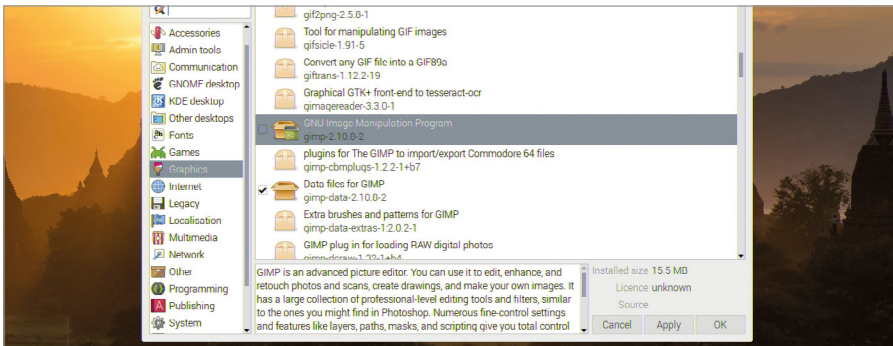 gif2png-2.5.8-1
Accessories
Admin tools
Communication
GNOME desktop
KDE desktop
Other desktops
Fonts
Games
Graphics
Internet
Legacy
Localisation
Multimedia
Network
Other
Programming
Publishing
System
Tool for manipulating GIF images
gifsicle-1.91-5
Convert any GIF file into a GIF89a
giftrans-1.12.2-19
Graphical GTK+ front-end to tesseract-ocr
gimagereader-3.3.0-1
GNU Image Manipulation Program
gimp-2.10.8-2
plugins for The GIMP to import/export Commodore 64 files
gimp-cbmplugs-1.2.2-1+b7
Data files for GIMP
gimp-data-2.10.8-2
Extra brushes and patterns for GIMP
gimp-data-extras-1:2.0.2-1
GIMP plug in for loading RAW digital photos
gimp-dcraw-1.32-1+b4
GIMP is an advanced picture editor. You can use it to edit, enhance, and
retouch photos and scans, create drawings, and make your own images. It
has a large collection of professional-level editing tools and filters, similar
to the ones you might find in Photoshop. Numerous fine-control settings
and features like layers, paths, masks, and scripting give you total control
Installed size 15.5 MB
Licence unknown
Source
Cancel Apply OK